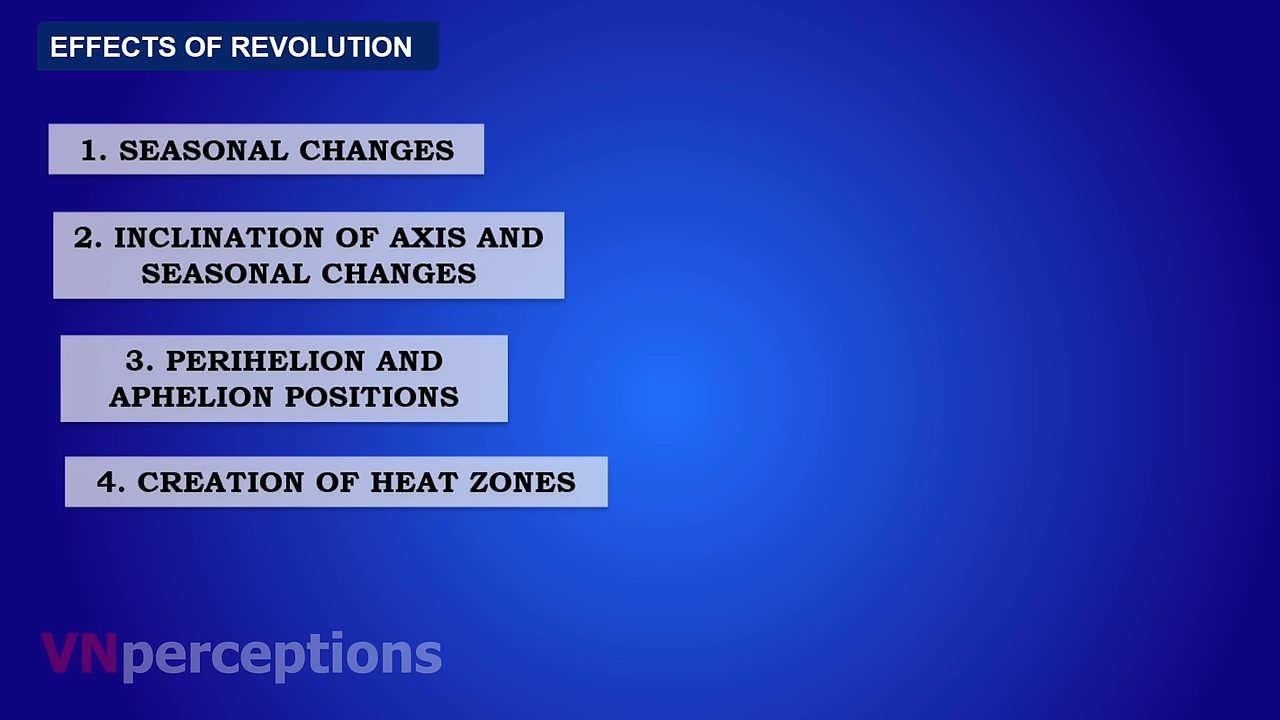 EFFECTS OF REVOLUTION
1. SEASONAL CHANGES
2. INCLINATION OF AXIS AND
SEASONAL CHANGES
3. PERIHELION AND
APHELION POSITIONS
4. CREATION OF HEAT ZONES
VNperceptions